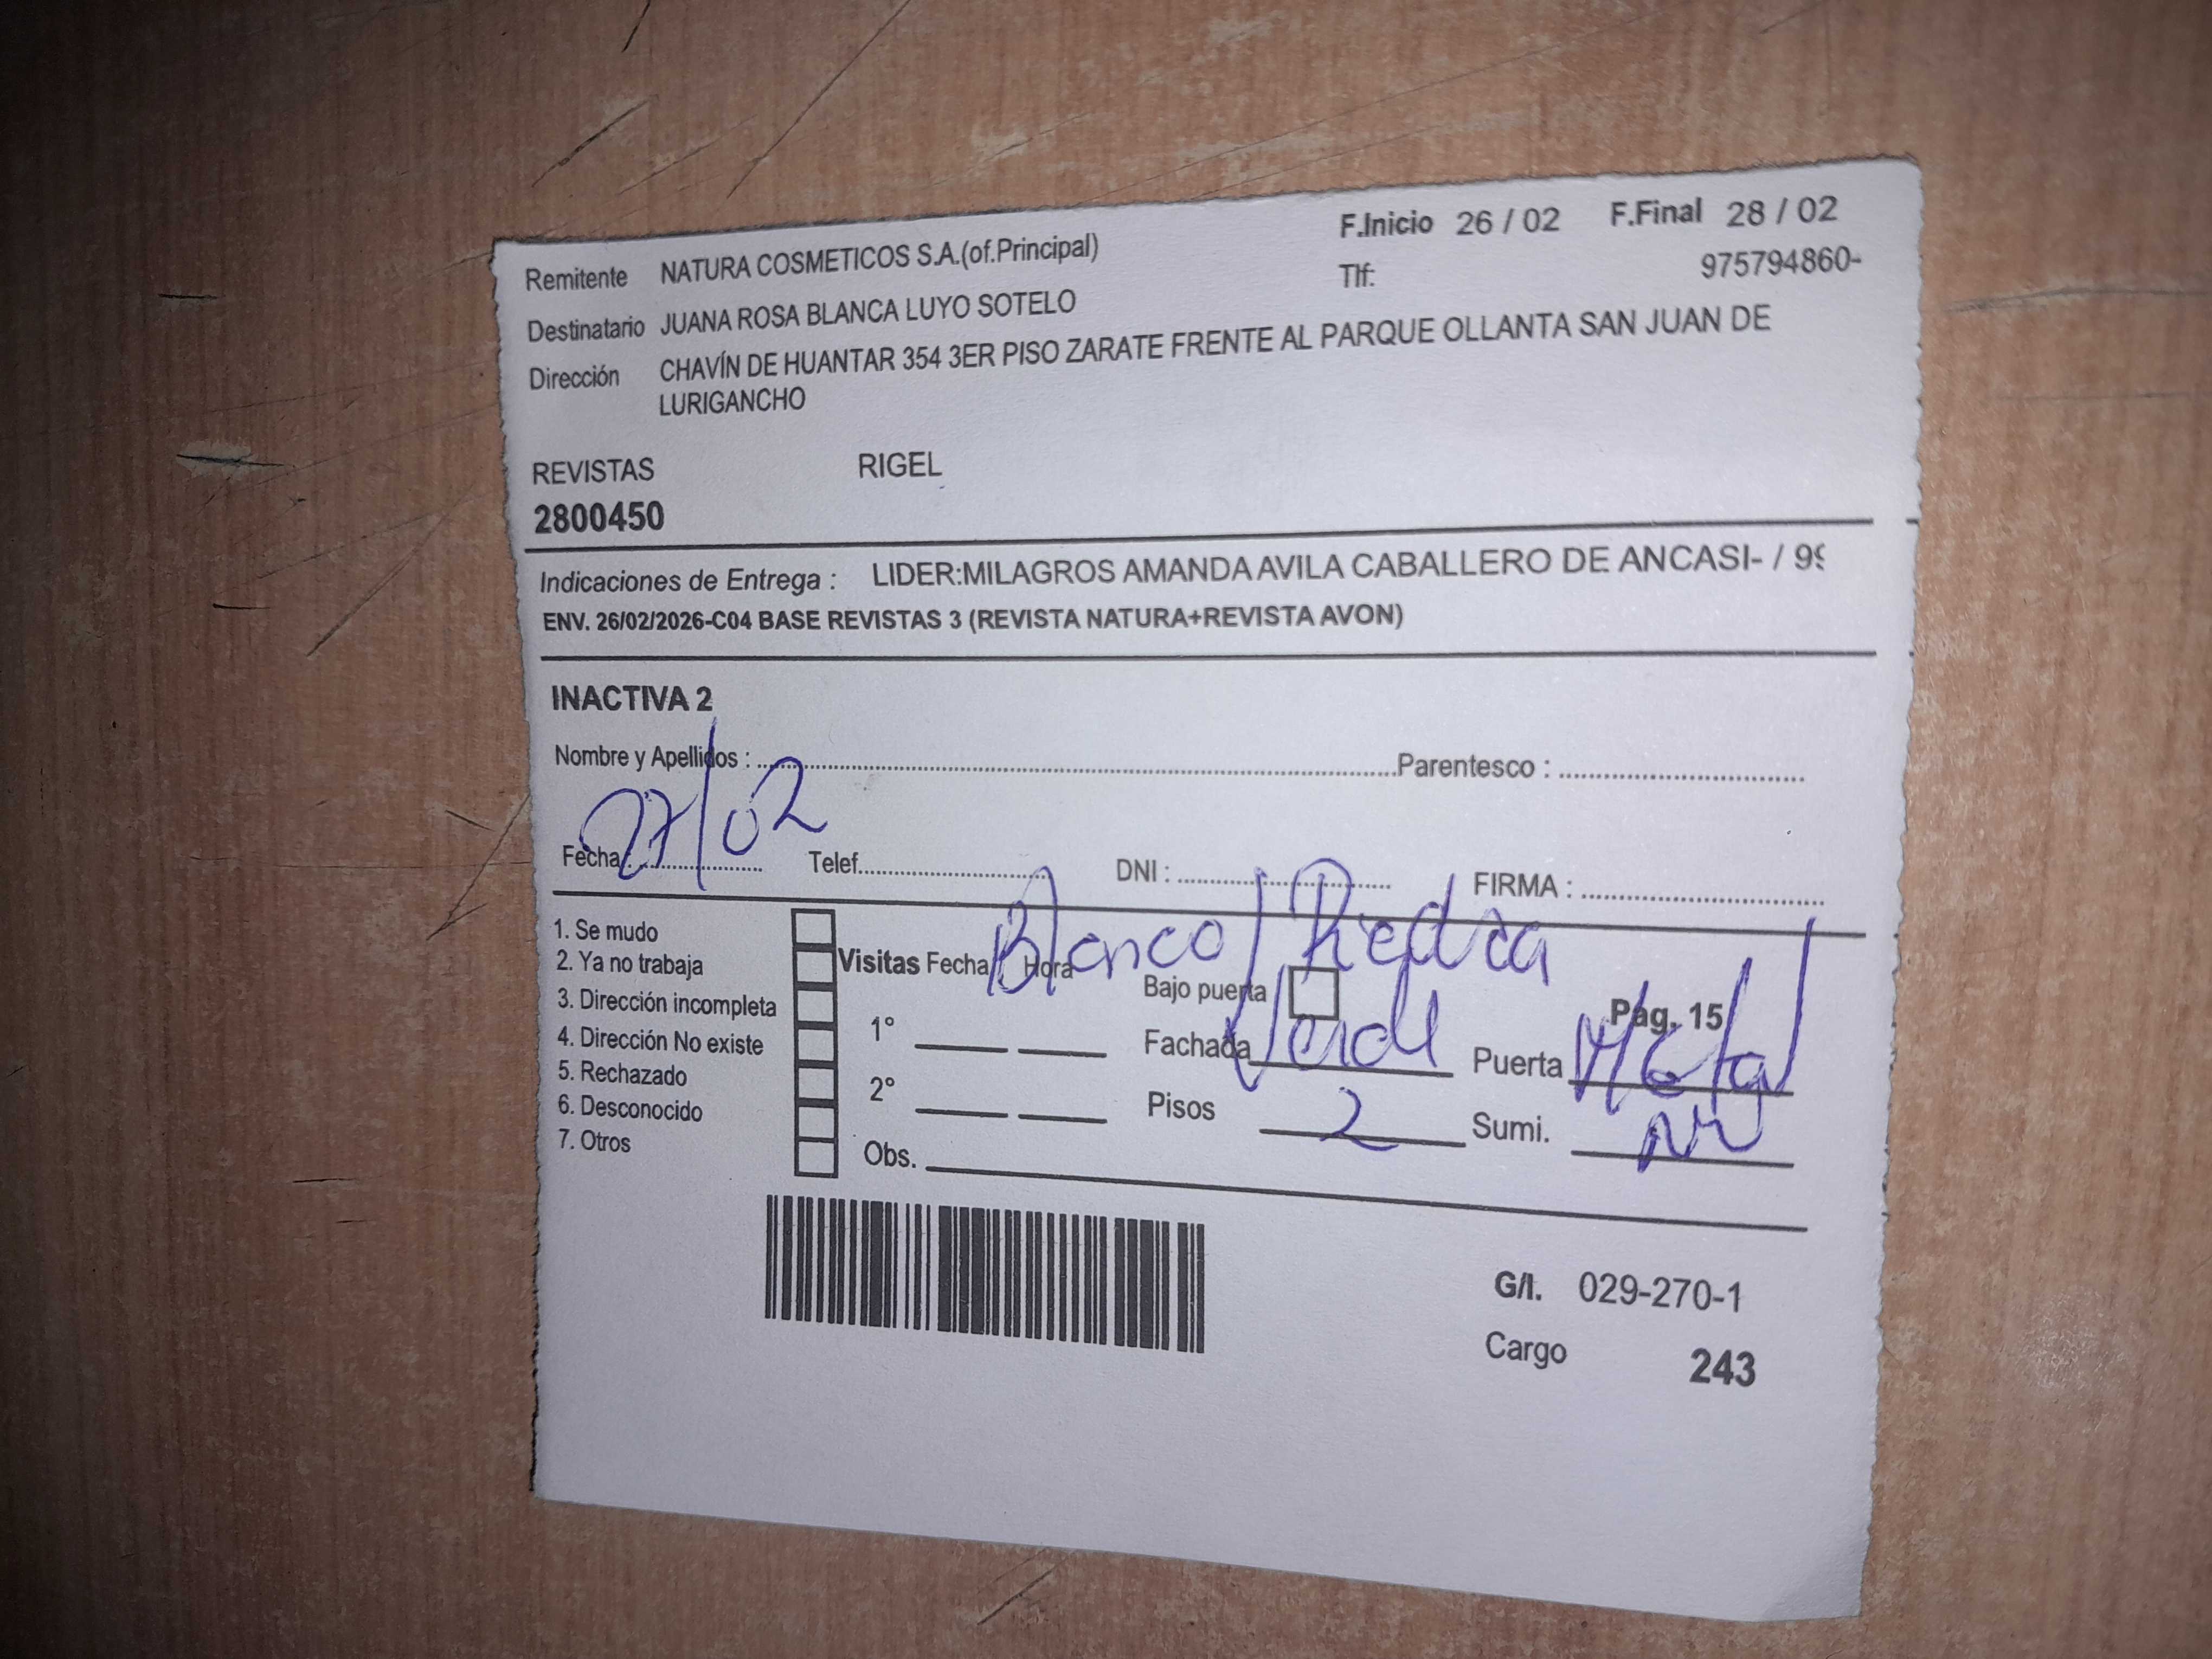 F.Inicio 26 / 02 F.Final 28 / 02
Remitente NATURA COSMETICOS S.A.(of.Principal) Tlf: 975794860-
Destinatario JUANA ROSA BLANCA LUYO SOTELO
Dirección CHAVÍN DE HUANTAR 354 3ER PISO ZARATE FRENTE AL PARQUE OLLANTA SAN JUAN DE
LURIGANCHO
REVISTAS RIGEL
2800450
Indicaciones de Entrega : LIDER:MILAGROS AMANDA AVILA CABALLERO DE ANCASI- / 99
ENV. 26/02/2026-C04 BASE REVISTAS 3 (REVISTA NATURA+REVISTA AVON)
INACTIVA 2
Nombre y Apellidos : Parentesco :
Fecha : 27/02 Telef. DNI : FIRMA :
Blanco/Piedra
1. Se mudo
2. Ya no trabaja
3. Dirección incompleta
4. Dirección No existe
5. Rechazado
6. Desconocido
7. Otros
Visitas Fecha Hora
1°
2°
Obs.
Bajo puerta
Pag. 15
Fachada Verde Puerta Metal
Pisos 2 Sumi.
G/I. 029-270-1
Cargo 243